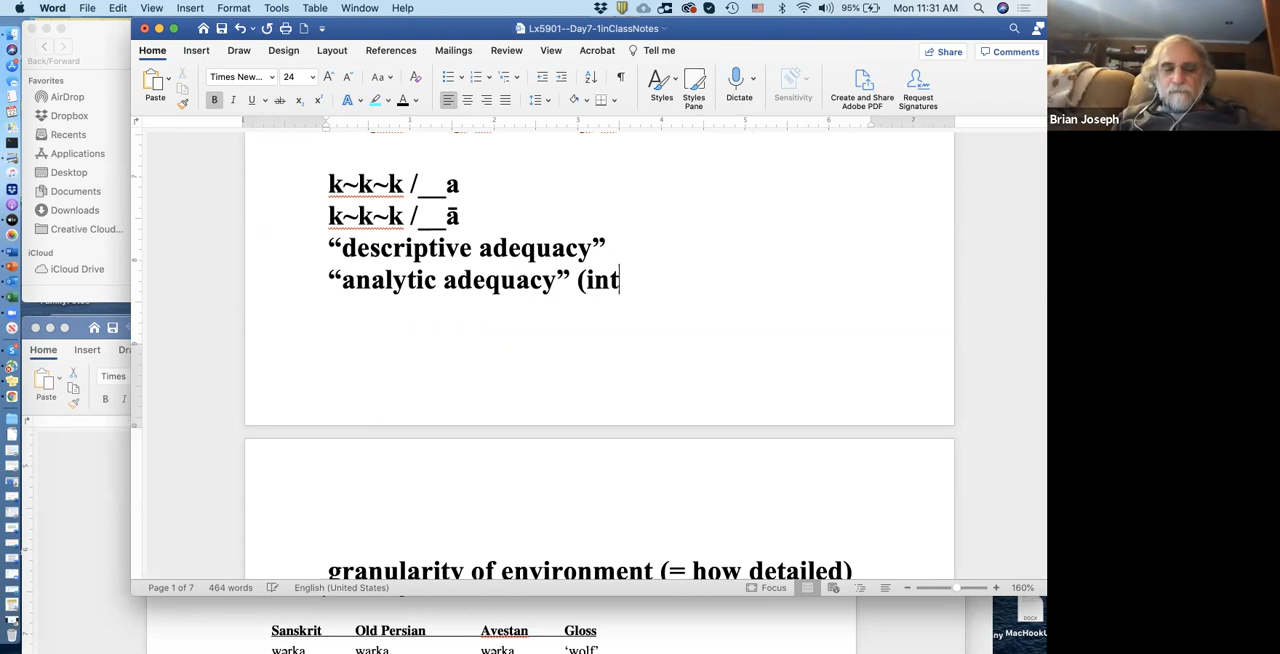 Word File Edit View Insert Format Tools Table Window Help 95% Mon 11:31 AM
Lx5901--Day7-1inClassNotes
Home Insert Draw Design Layout References Mailings Review View Acrobat Tell me Share Comments
Paste Times New... 24 Aa Styles Styles Pane Dictate Sensitivity Create and Share Adobe PDF Request Signatures
Back/Forward
Favorites
AirDrop
Dropbox
Recents
Applications
Desktop
Documents
Downloads
Creative Cloud...
iCloud
iCloud Drive
Home Insert
Paste Times
B I
k~k~k /__a
k~k~k /__ā
“descriptive adequacy”
“analytic adequacy” (int
granularity of environment (= how detailed)
Page 1 of 7 464 words English (United States) Focus 160%
Sanskrit Old Persian Avestan Gloss
‘wolf’
DOCX
Brian Joseph